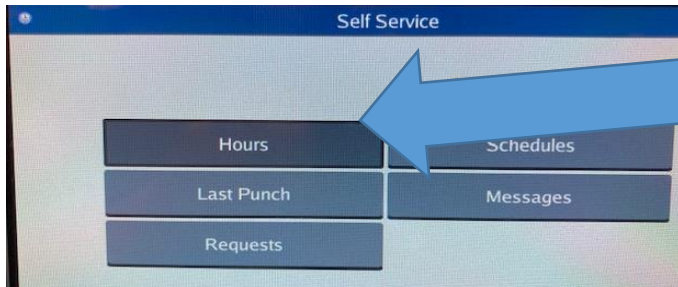 Self Service
Hours
Schedules
Last Punch
Messages
Requests